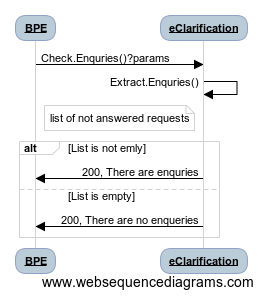 BPE eClarification
Check.Enquries()?params
Extract.Enquries()
list of not answered requests
alt [List is not emly]
200, There are enquries
[List is empty]
200, There are no enqueries
BPE eClarification
www.websequencediagrams.com